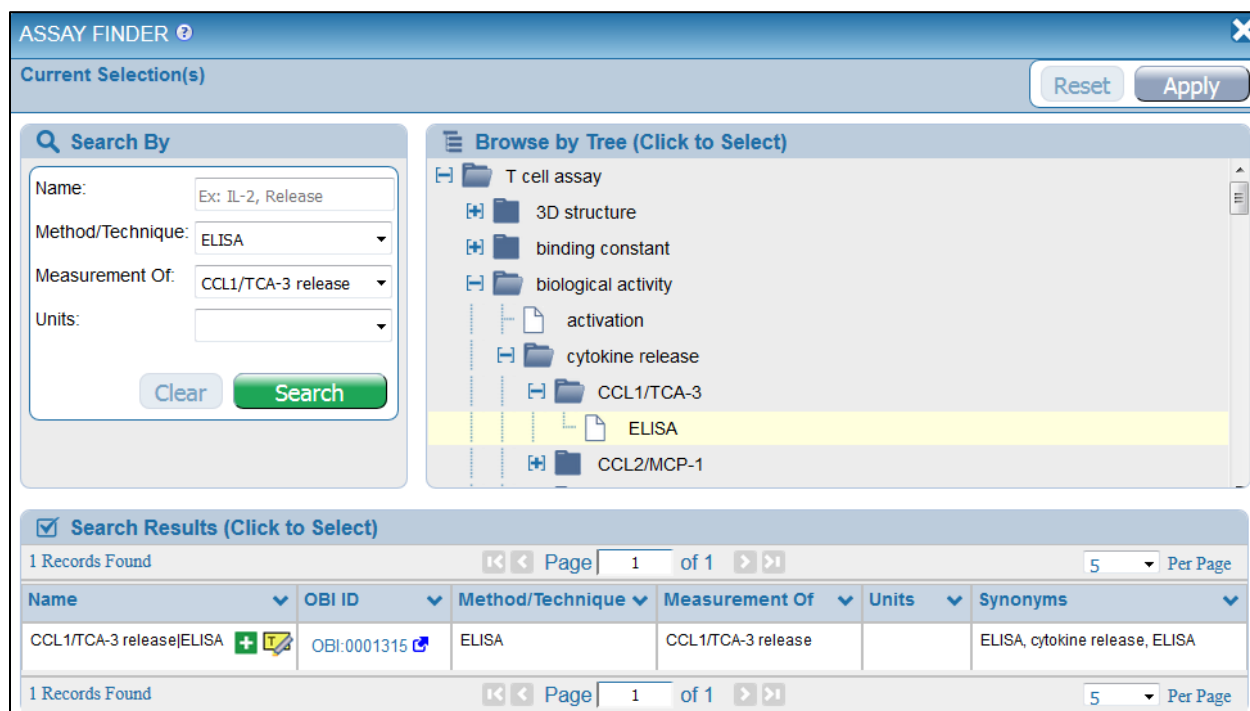 ASSAY FINDER ?
Current Selection(s)
Reset Apply
Search By
Name: Ex: IL-2, Release
Method/Technique: ELISA
Measurement Of: CCL1/TCA-3 release
Units:
Clear Search
Browse by Tree (Click to Select)
T cell assay
3D structure
binding constant
biological activity
activation
cytokine release
CCL1/TCA-3
ELISA
CCL2/MCP-1
Search Results (Click to Select)
1 Records Found Page 1 of 1 5 Per Page
Name OBI ID Method/Technique Measurement Of Units Synonyms
CCL1/TCA-3 release|ELISA T OBI:0001315 ELISA CCL1/TCA-3 release ELISA, cytokine release, ELISA
1 Records Found Page 1 of 1 5 Per Page